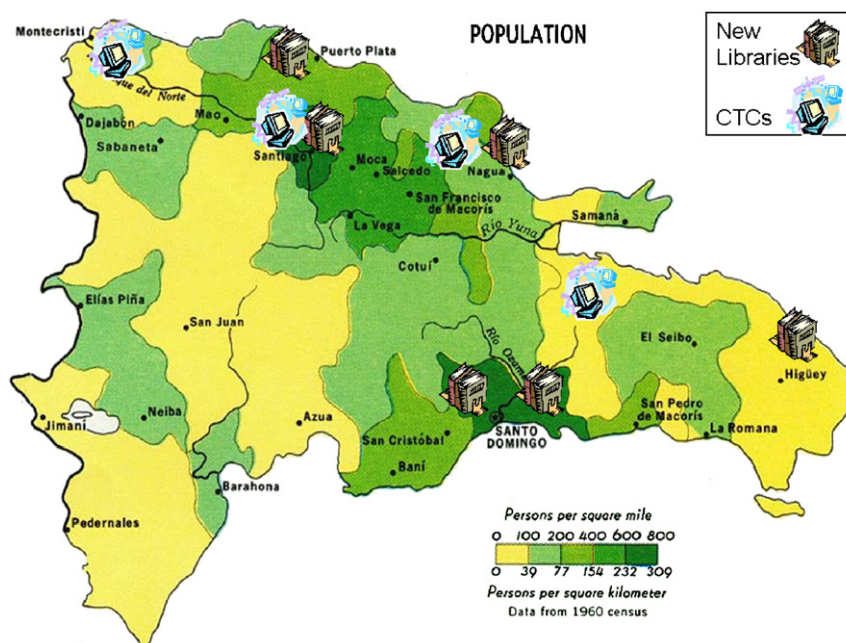 POPULATION
New
Libraries
CTCs
Montecristi
Puerto Plata
que del Norte
Mao
Dajabón
Sabaneta
Santiago
Moca
Salcedo
Nagua
San Francisco
de Macorís
La Vega
Río Yuna
Samaná
Cotuí
Elías Piña
San Juan
El Seibo
Río Ozama
Higüey
Neiba
Jimaní
Azua
San Cristóbal
SANTO
DOMINGO
San Pedro
de Macorís
La Romana
Baní
Barahona
Pedernales
Persons per square mile
0 100 200 400 600 800
0 39 77 154 232 309
Persons per square kilometer
Data from 1960 census